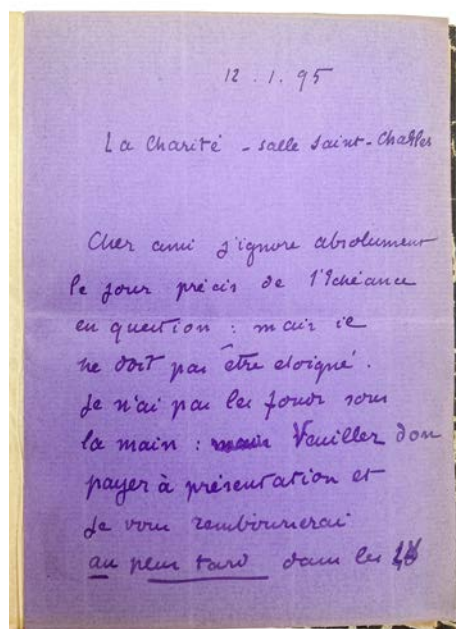 12.1.95
La Charité - salle Saint-Charles
Cher ami j'ignore absolument
le jour précis de l'échéance
en question : mais il
ne doit pas être eloigné.
Je n'ai pas les fonds sous
la main : Veuillez don
payer à présentation et
je vous rembourserai
au plus tard dans les